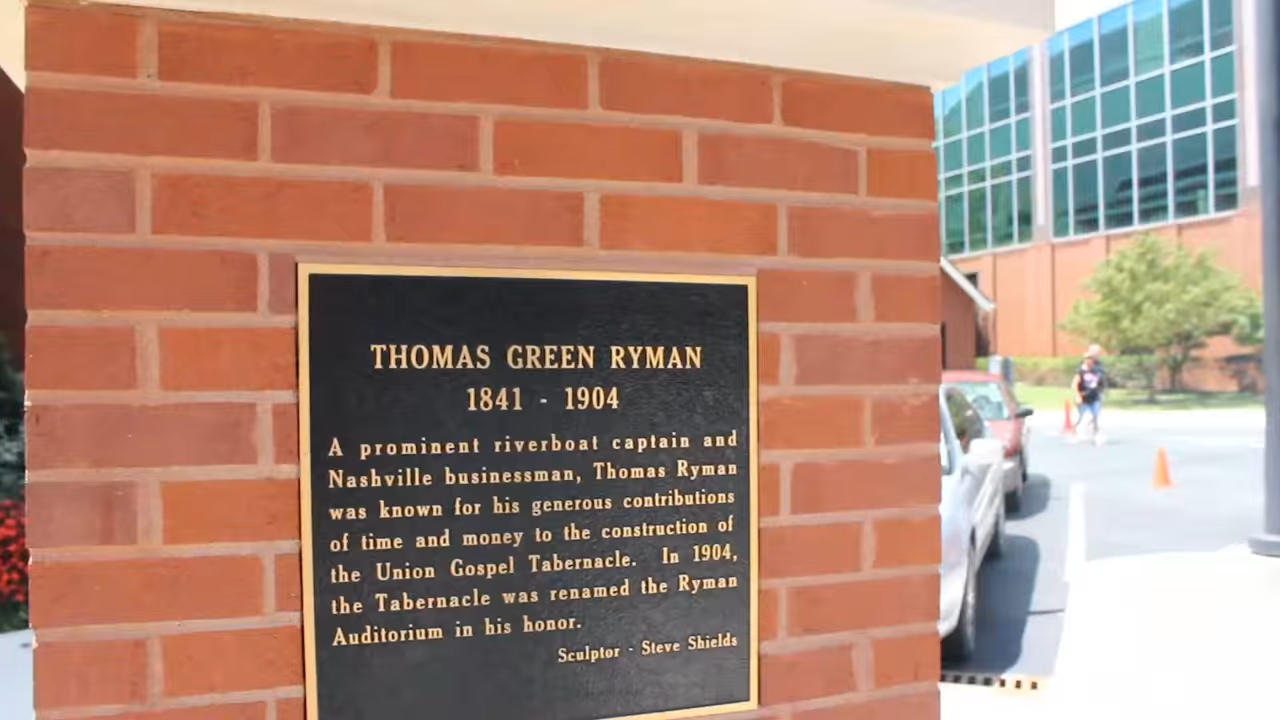 THOMAS GREEN RYMAN
1841 - 1904
A prominent riverboat captain and
Nashville businessman, Thomas Ryman
was known for his generous contributions
of time and money to the construction of
the Union Gospel Tabernacle. In 1904,
the Tabernacle was renamed the Ryman
Auditorium in his honor.
Sculptor - Steve Shields